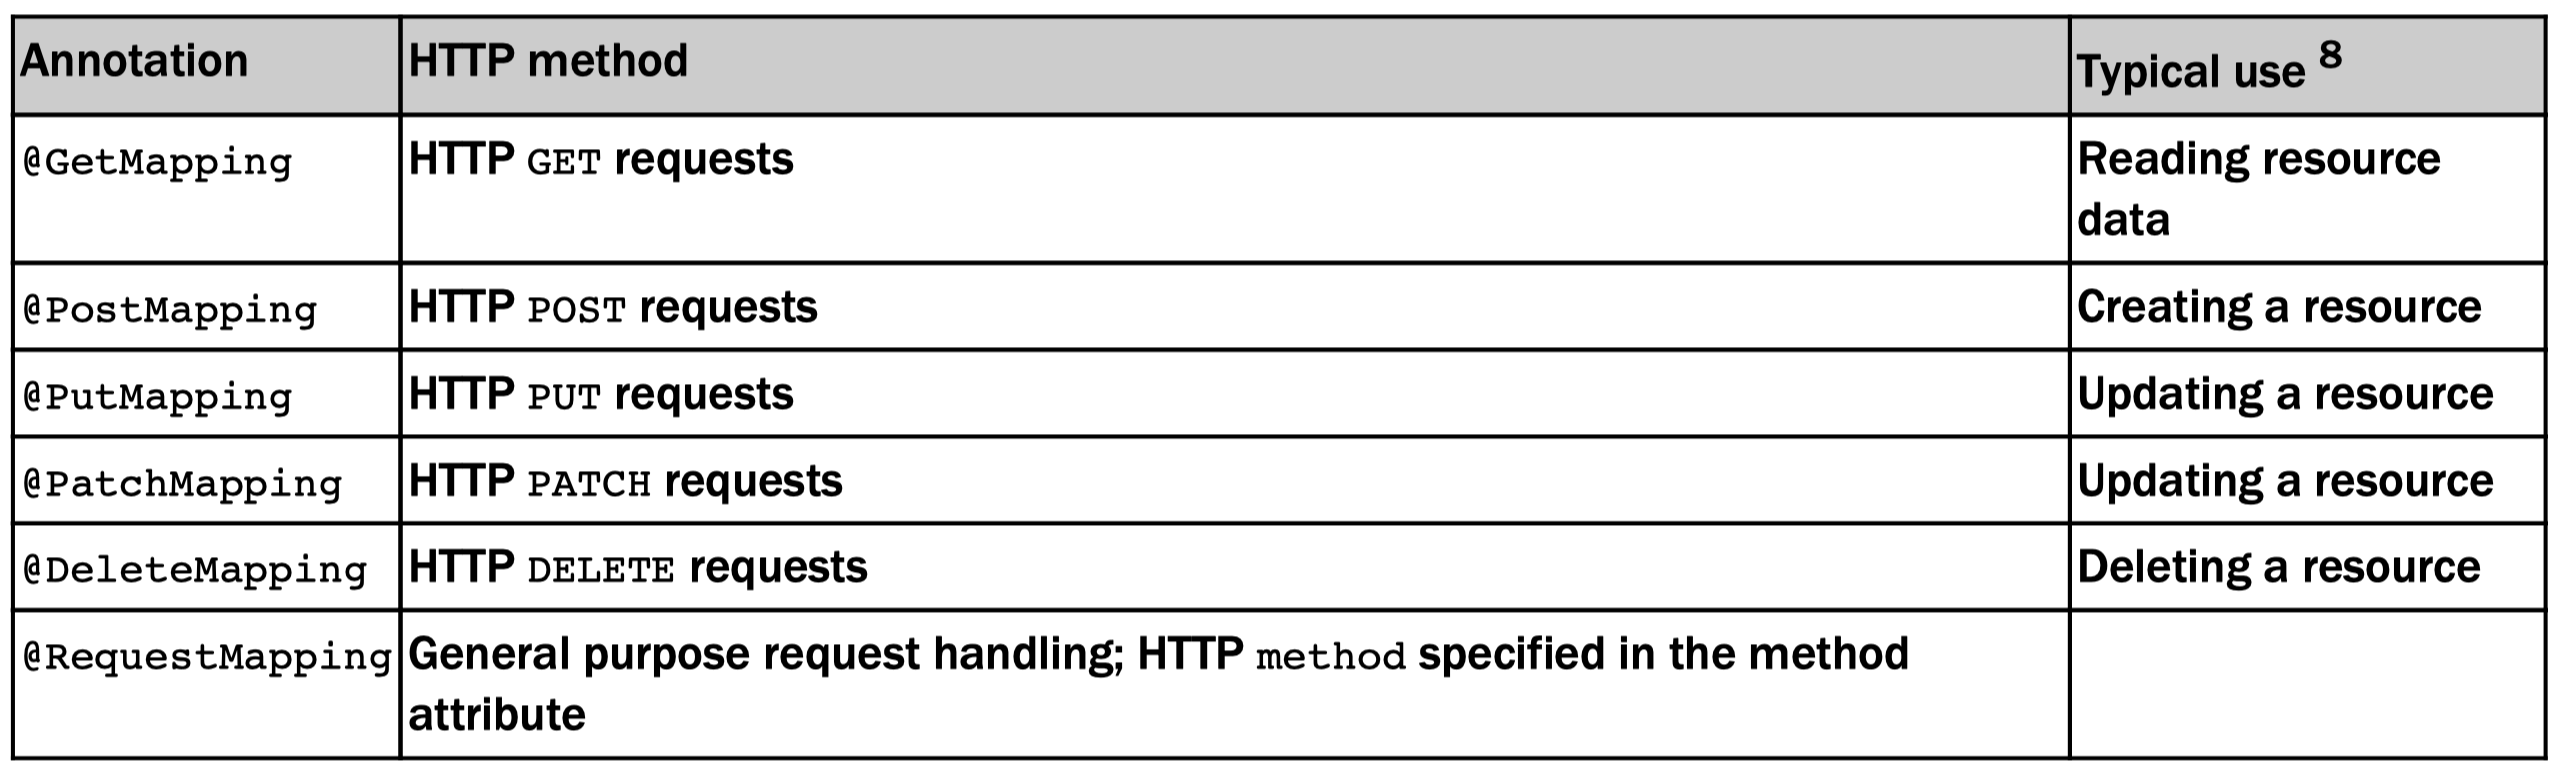 Annotation HTTP method Typical use 8
@GetMapping HTTP GET requests Reading resource
data
@PostMapping HTTP POST requests Creating a resource
@PutMapping HTTP PUT requests Updating a resource
@PatchMapping HTTP PATCH requests Updating a resource
@DeleteMapping HTTP DELETE requests Deleting a resource
@RequestMapping General purpose request handling; HTTP method specified in the method
attribute